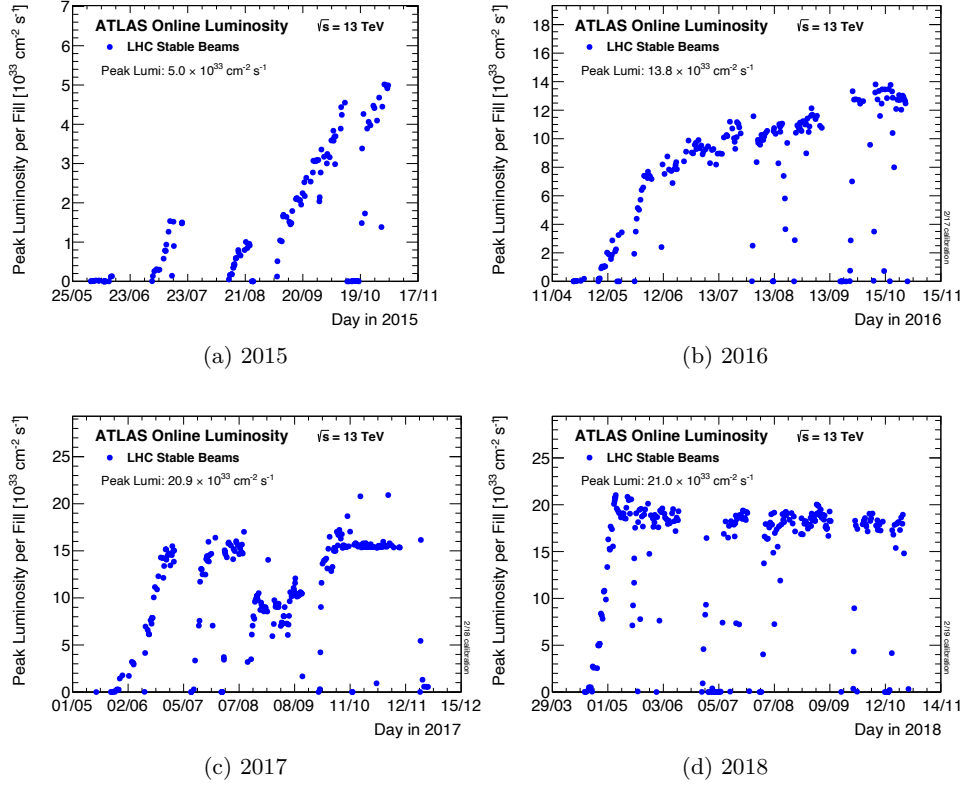 Peak Luminosity per Fill [10³³ cm⁻² s⁻¹]
7
6
5
4
3
2
1
0
ATLAS Online Luminosity √s = 13 TeV
LHC Stable Beams
Peak Lumi: 5.0 × 10³³ cm⁻² s⁻¹
25/05 23/06 23/07 21/08 20/09 19/10 17/11
Day in 2015
(a) 2015
Peak Luminosity per Fill [10³³ cm⁻² s⁻¹]
18
16
14
12
10
8
6
4
2
0
ATLAS Online Luminosity √s = 13 TeV
LHC Stable Beams
Peak Lumi: 13.8 × 10³³ cm⁻² s⁻¹
2/17 calibration
11/04 12/05 12/06 13/07 13/08 13/09 15/10 15/11
Day in 2016
(b) 2016
Peak Luminosity per Fill [10³³ cm⁻² s⁻¹]
25
20
15
10
5
0
ATLAS Online Luminosity √s = 13 TeV
LHC Stable Beams
Peak Lumi: 20.9 × 10³³ cm⁻² s⁻¹
2/18 calibration
01/05 02/06 05/07 07/08 08/09 11/10 12/11 15/12
Day in 2017
(c) 2017
Peak Luminosity per Fill [10³³ cm⁻² s⁻¹]
25
20
15
10
5
0
ATLAS Online Luminosity √s = 13 TeV
LHC Stable Beams
Peak Lumi: 21.0 × 10³³ cm⁻² s⁻¹
2/19 calibration
29/03 01/05 03/06 05/07 07/08 09/09 12/10 14/11
Day in 2018
(d) 2018